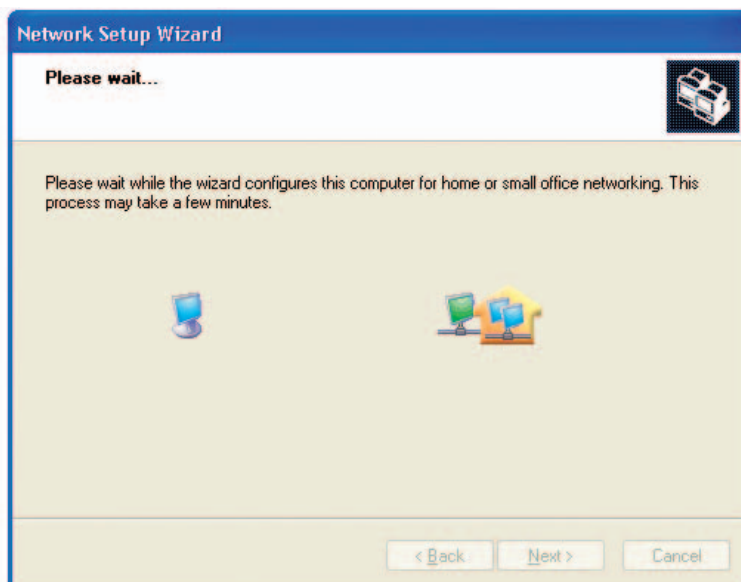 Network Setup Wizard
Please wait...
Please wait while the wizard configures this computer for home or small office networking. This
process may take a few minutes.
< Back
Next >
Cancel